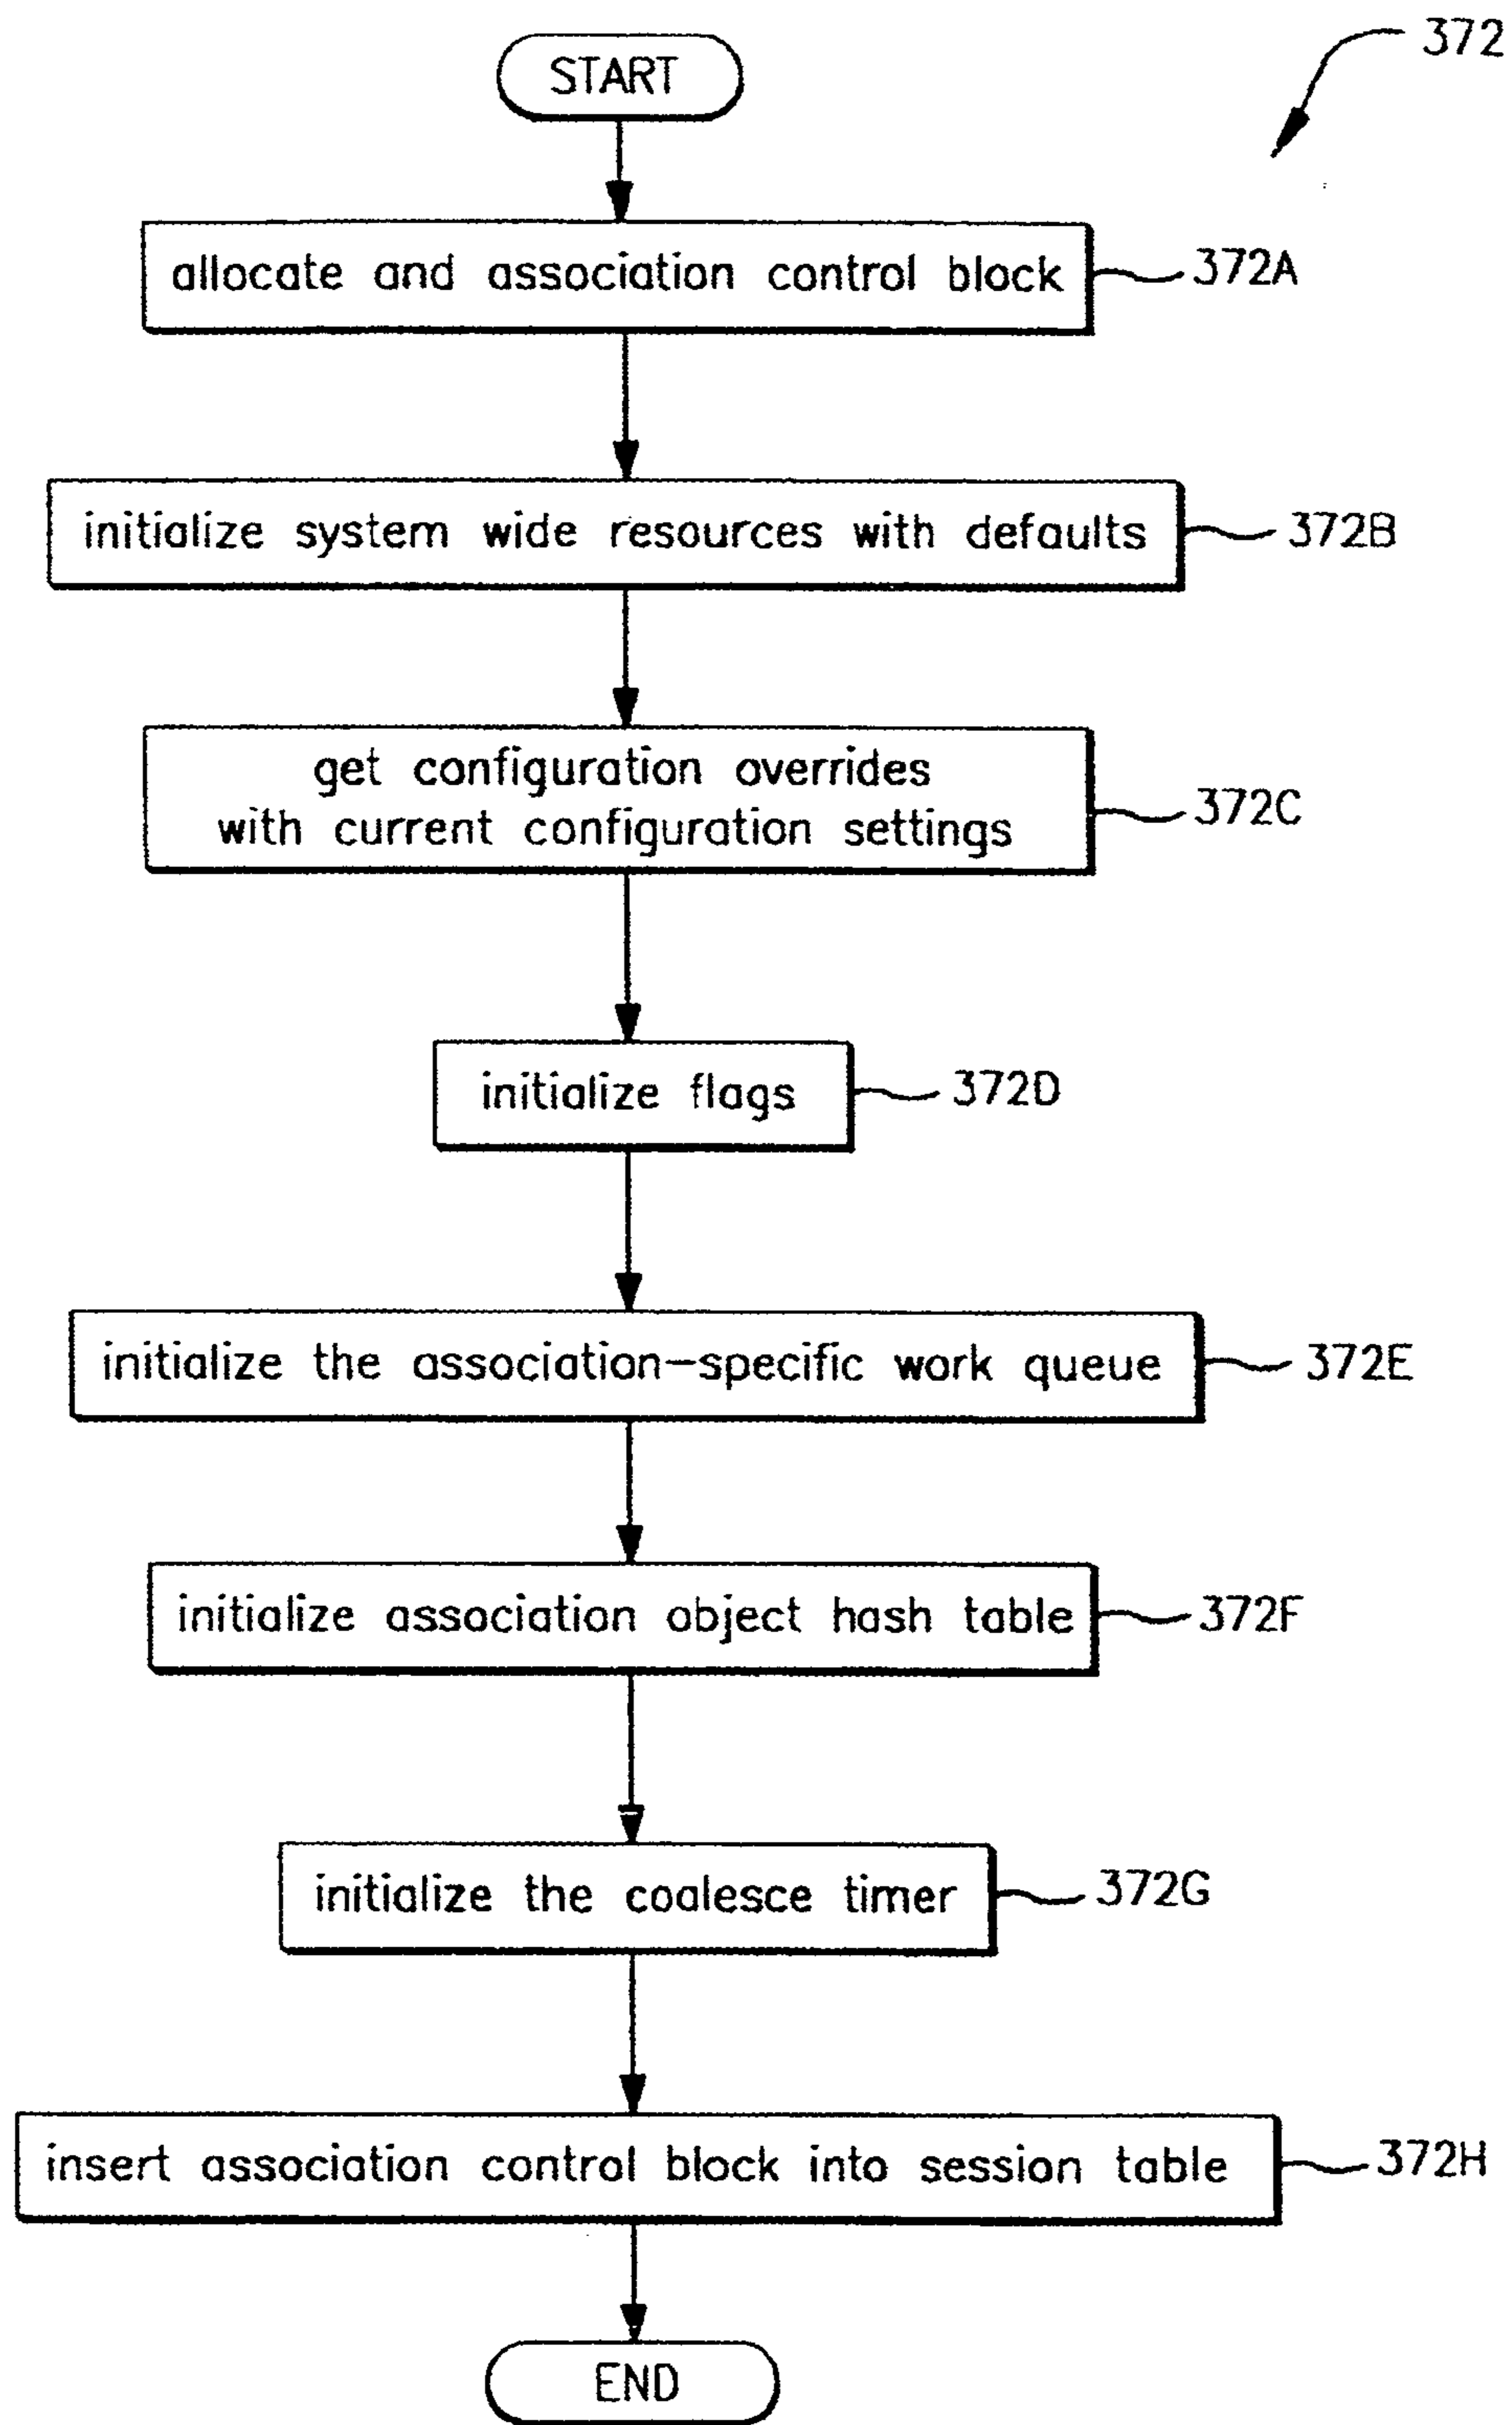 372
START
allocate and association control block
372A
initialize system wide resources with defaults
372B
get configuration overrides
with current configuration settings
372C
initialize flags
372D
initialize the association-specific work queue
372E
initialize association object hash table
372F
initialize the coalesce timer
372G
insert association control block into session table
372H
END